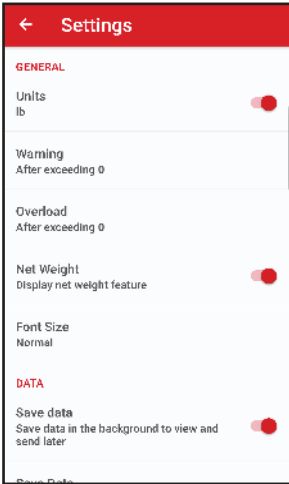 Settings
GENERAL
Units
lb
Warning
After exceeding 0
Overload
After exceeding 0
Net Weight
Display net weight feature
Font Size
Normal
DATA
Save data
Save data in the background to view and
send later